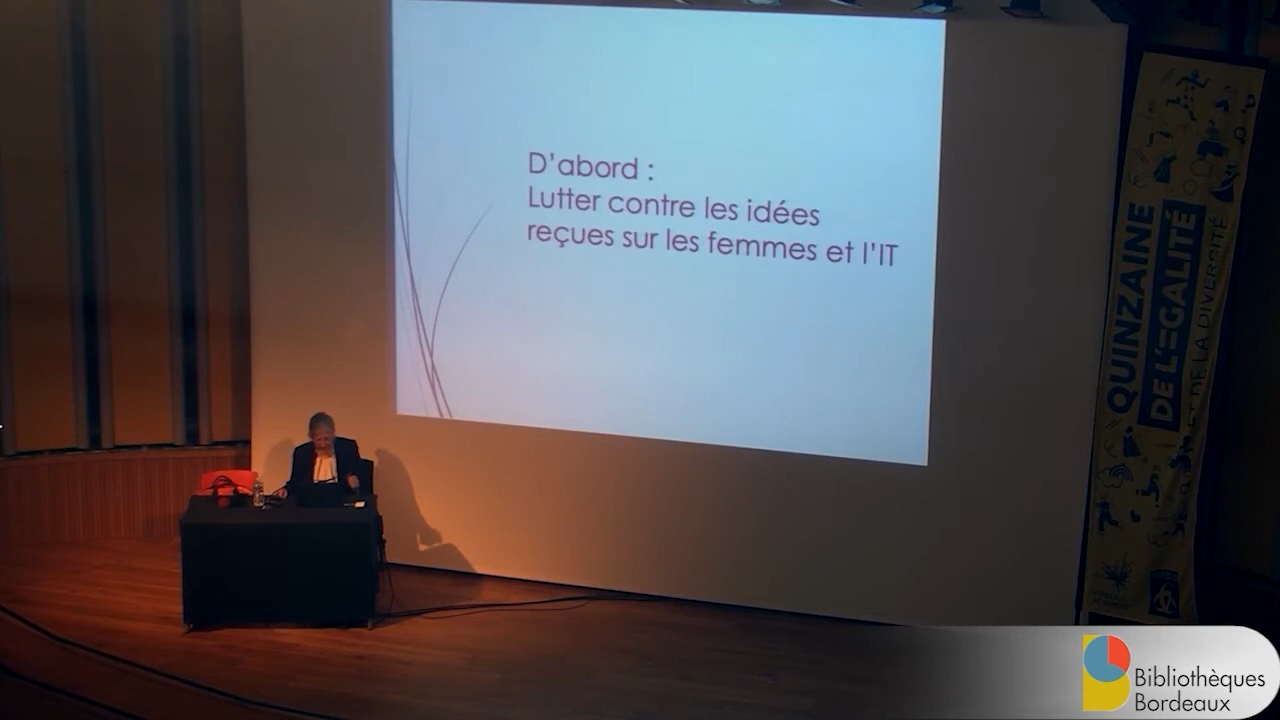 D'abord :
Lutter contre les idées
reçues sur les femmes et l'IT
QUINZAINE
DE L'ÉGALITÉ
ET DE LA DIVERSITÉ
Bibliothèques
Bordeaux